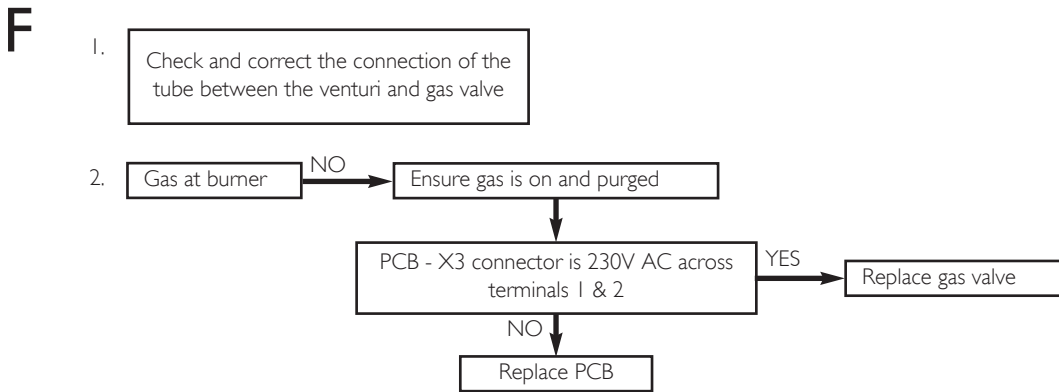 F
1.
Check and correct the connection of the
tube between the venturi and gas valve
2.
Gas at burner
NO
Ensure gas is on and purged
PCB - X3 connector is 230V AC across
terminals 1 & 2
YES
Replace gas valve
NO
Replace PCB